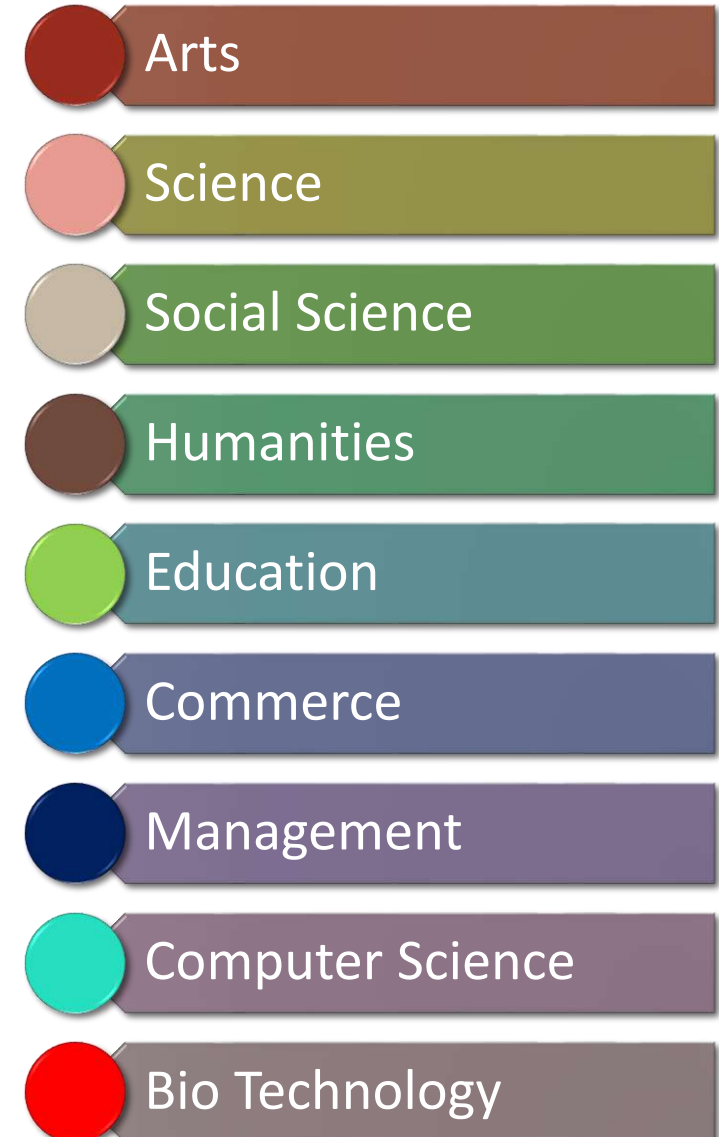 Arts
Science
Social Science
Humanities
Education
Commerce
Management
Computer Science
Bio Technology